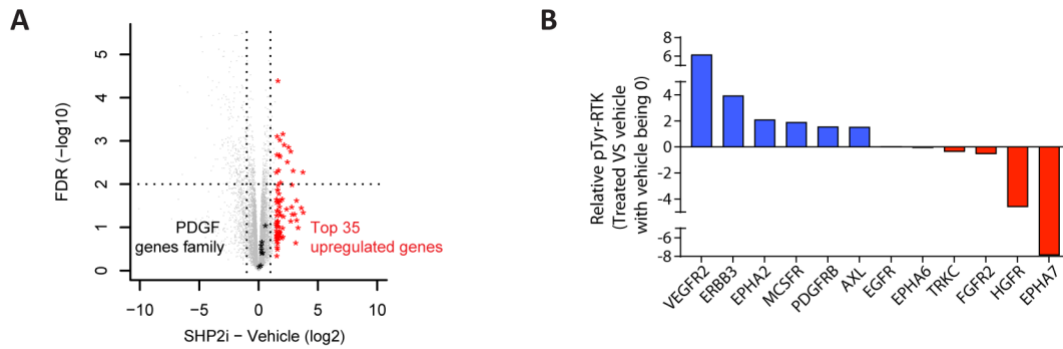 A
FDR (−log10)
5
4
3
2
1
0
PDGF
genes family
Top 35
upregulated genes
−10
−5
0
5
10
SHP2i − Vehicle (log2)
B
Relative pTyr-RTK
(Treated VS vehicle
with vehicle being 0)
8
6
4
2
0
-2
-4
-6
-8
VEGFR2
ERBB3
EPHA2
MCSFR
PDGFRB
AXL
EGFR
EPHA6
TRKC
FGFR2
HGFR
EPHA7